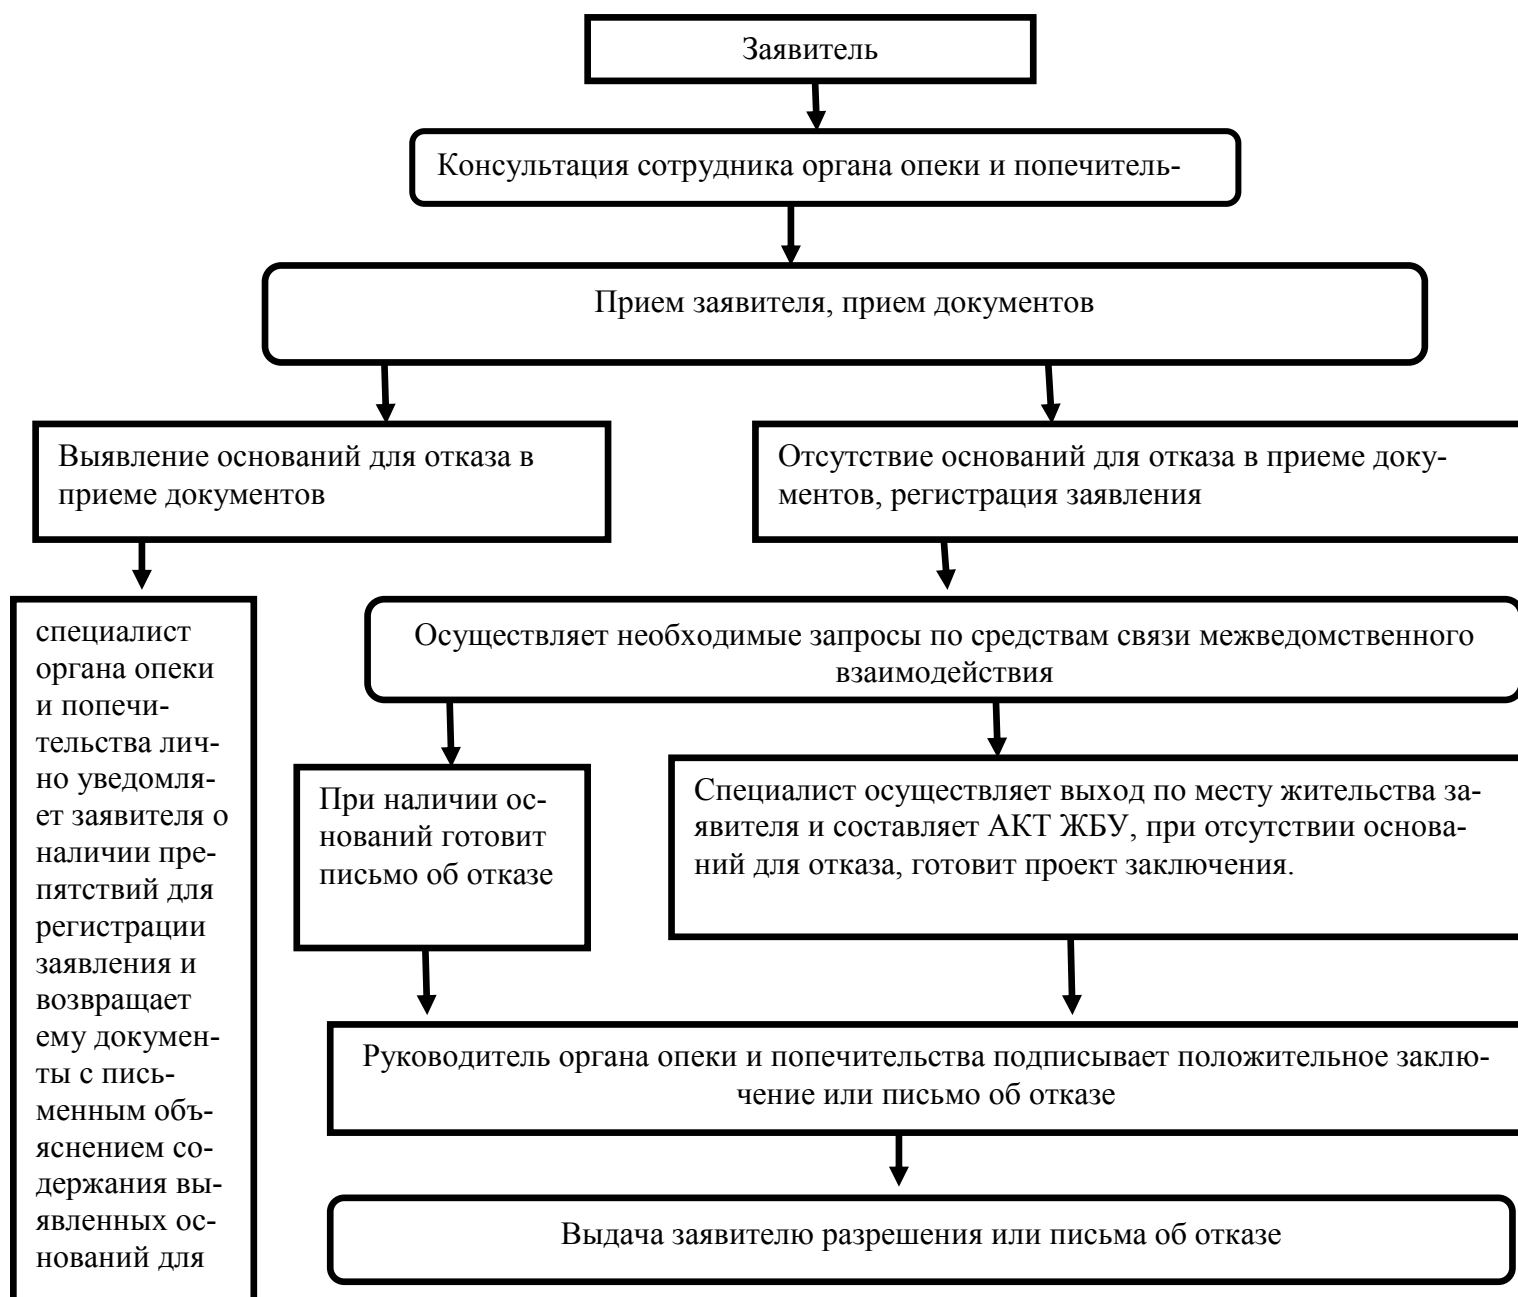 Заявитель
Консультация сотрудника органа опеки и попечитель-
Прием заявителя, прием документов
Выявление оснований для отказа в
приеме документов
Отсутствие оснований для отказа в приеме доку-
ментов, регистрация заявления
специалист
органа опеки
и попечи-
тельства лич-
но уведомля-
ет заявителя о
наличии пре-
пятствий для
регистрации
заявления и
возвращает
ему докумен-
ты с пись-
менным объ-
яснением со-
держания вы-
явленных ос-
нований для
Осуществляет необходимые запросы по средствам связи межведомственного
взаимодействия
При наличии ос-
нований готовит
письмо об отказе
Специалист осуществляет выход по месту жительства за-
явителя и составляет АКТ ЖБУ, при отсутствии основа-
ний для отказа, готовит проект заключения.
Руководитель органа опеки и попечительства подписывает положительное заклю-
чение или письмо об отказе
Выдача заявителю разрешения или письма об отказе